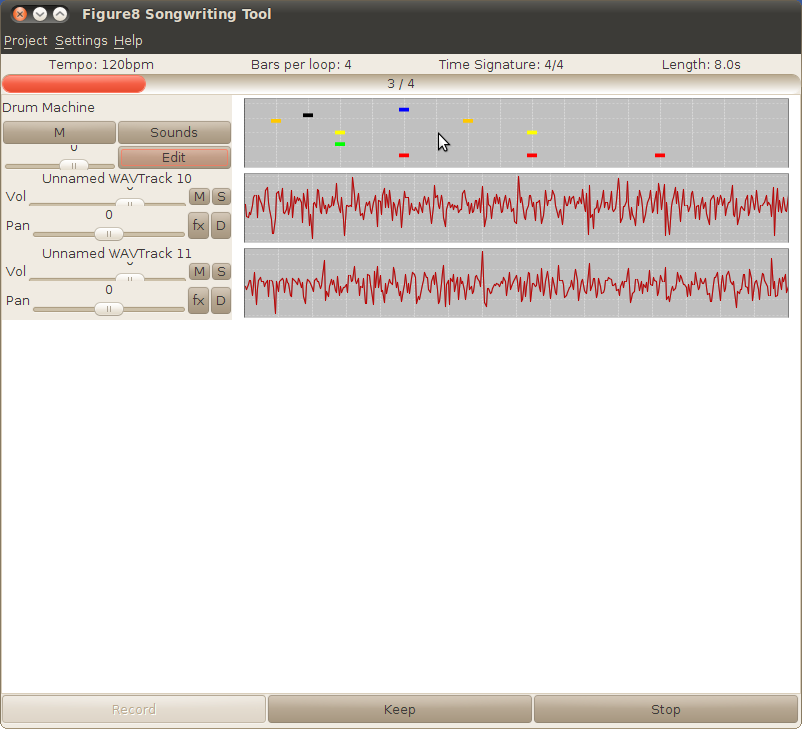 Figure8 Songwriting Tool
Project Settings Help
Tempo: 120bpm Bars per loop: 4 Time Signature: 4/4 Length: 8.0s
3 / 4
Drum Machine
M Sounds
Edit
Unnamed WAVTrack 10
Vol M S
0
Pan fx D
Unnamed WAVTrack 11
Vol M S
0
Pan fx D
Record Keep Stop